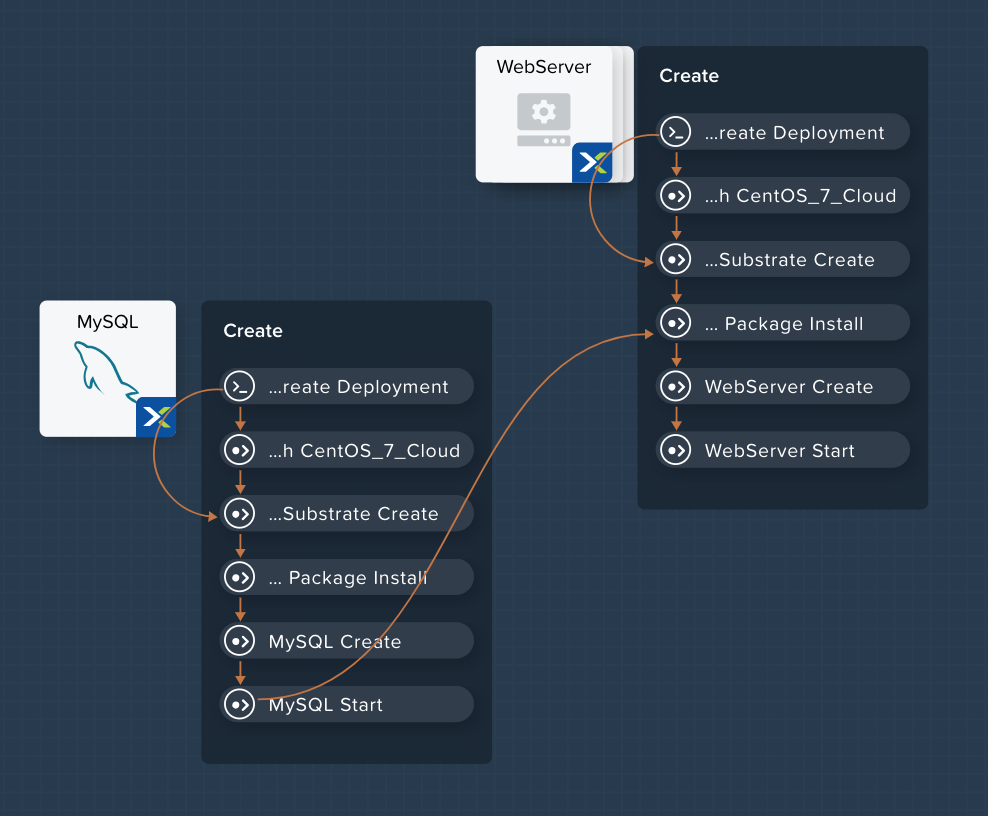 WebServer
Create
...reate Deployment
...h CentOS_7_Cloud
...Substrate Create
... Package Install
WebServer Create
WebServer Start
MySQL
Create
...reate Deployment
...h CentOS_7_Cloud
...Substrate Create
... Package Install
MySQL Create
MySQL Start